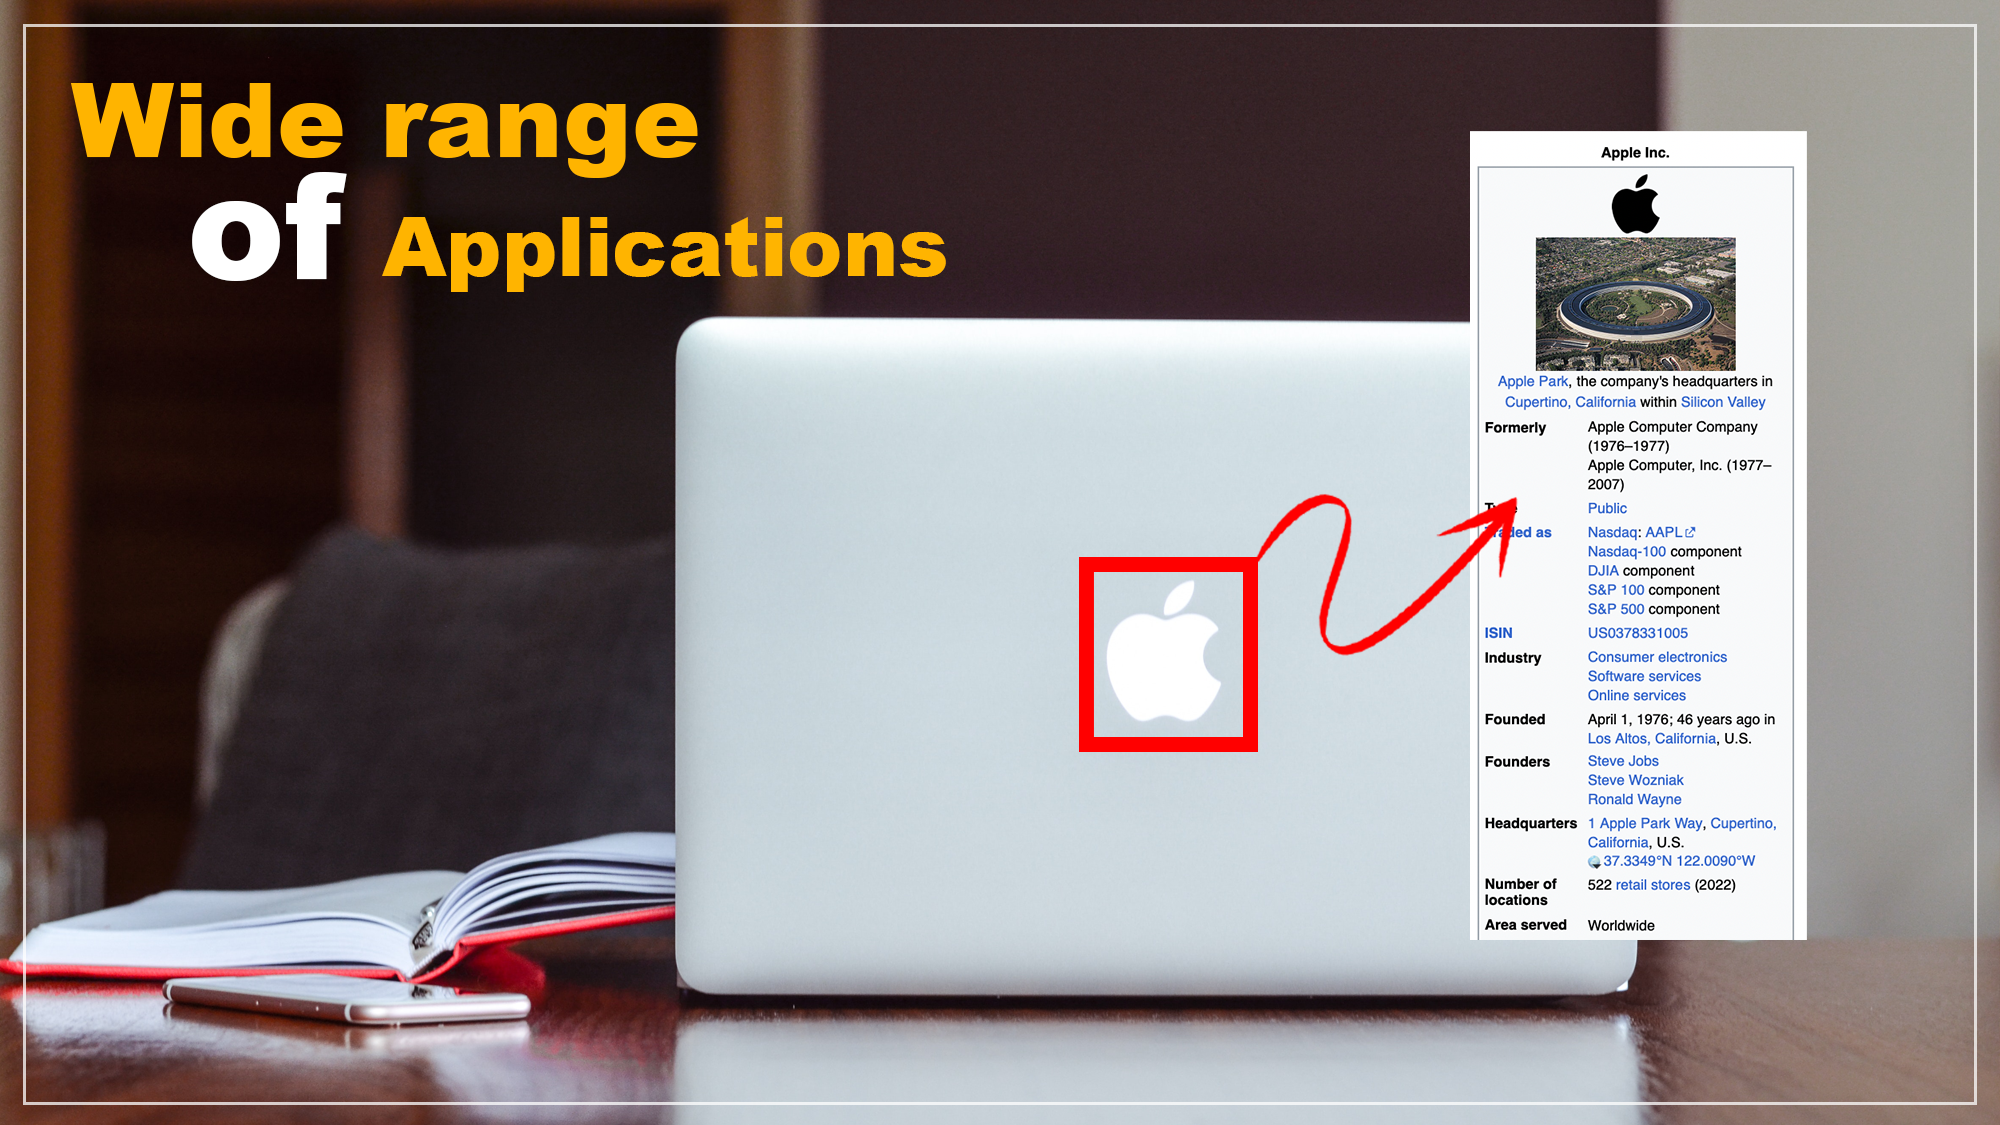 Wide range
of Applications
Apple Inc.
Apple Park, the company's headquarters in
Cupertino, California within Silicon Valley
Formerly Apple Computer Company
(1976–1977)
Apple Computer, Inc. (1977–
2007)
Type Public
Traded as Nasdaq: AAPL
Nasdaq-100 component
DJIA component
S&P 100 component
S&P 500 component
ISIN US0378331005
Industry Consumer electronics
Software services
Online services
Founded April 1, 1976; 46 years ago in
Los Altos, California, U.S.
Founders Steve Jobs
Steve Wozniak
Ronald Wayne
Headquarters 1 Apple Park Way, Cupertino,
California, U.S.
37.3349°N 122.0090°W
Number of locations 522 retail stores (2022)
Area served Worldwide